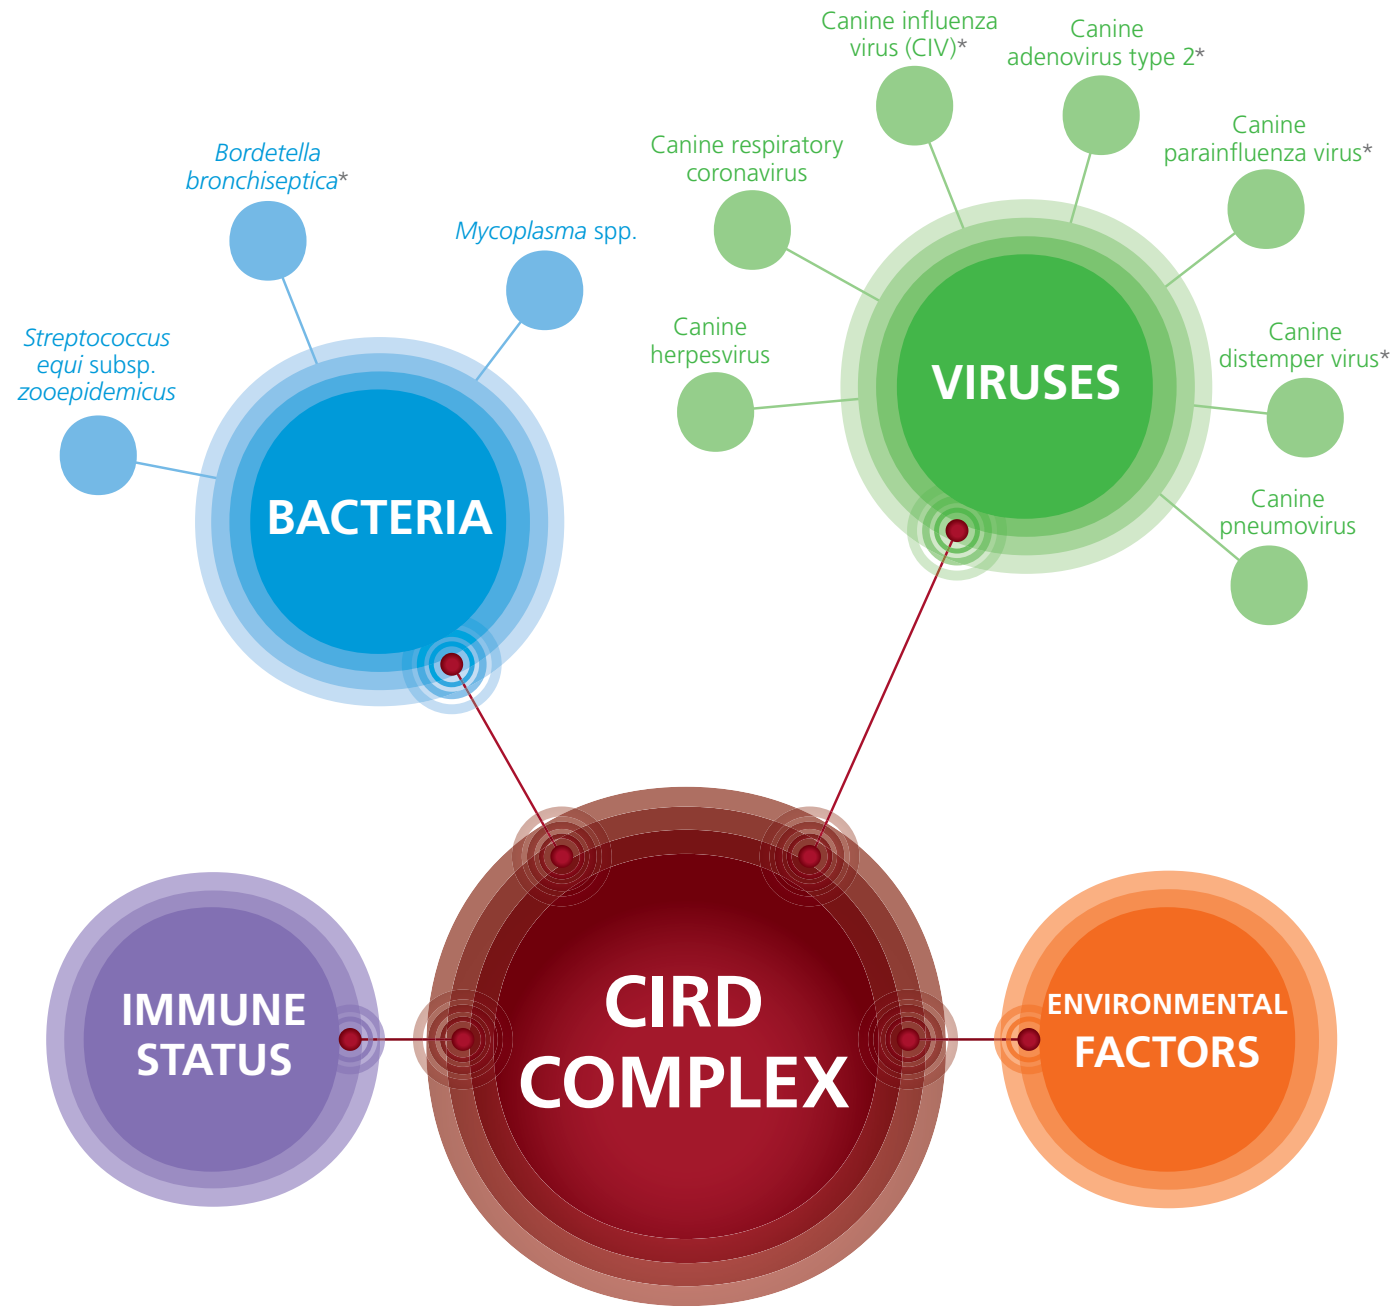 Canine influenza
virus (CIV)*
Canine
adenovirus type 2*
Canine
parainfluenza virus*
Canine respiratory
coronavirus
Bordetella
bronchiseptica*
Mycoplasma spp.
Streptococcus
equi subsp.
zooepidemicus
Canine
herpesvirus
Canine
distemper virus*
VIRUSES
BACTERIA
Canine
pneumovirus
IMMUNE
STATUS
CIRD
COMPLEX
ENVIRONMENTAL
FACTORS